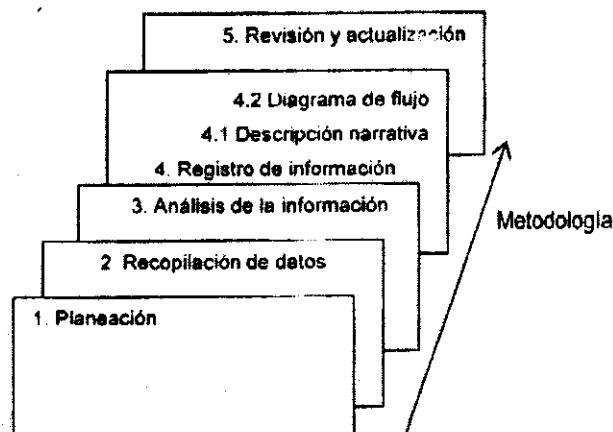 5. Revisión y actualización
4.2 Diagrama de flujo
4.1 Descripción narrativa
4. Registro de información
3. Análisis de la información
Metodología
2 Recopilación de datos
1. Planeación